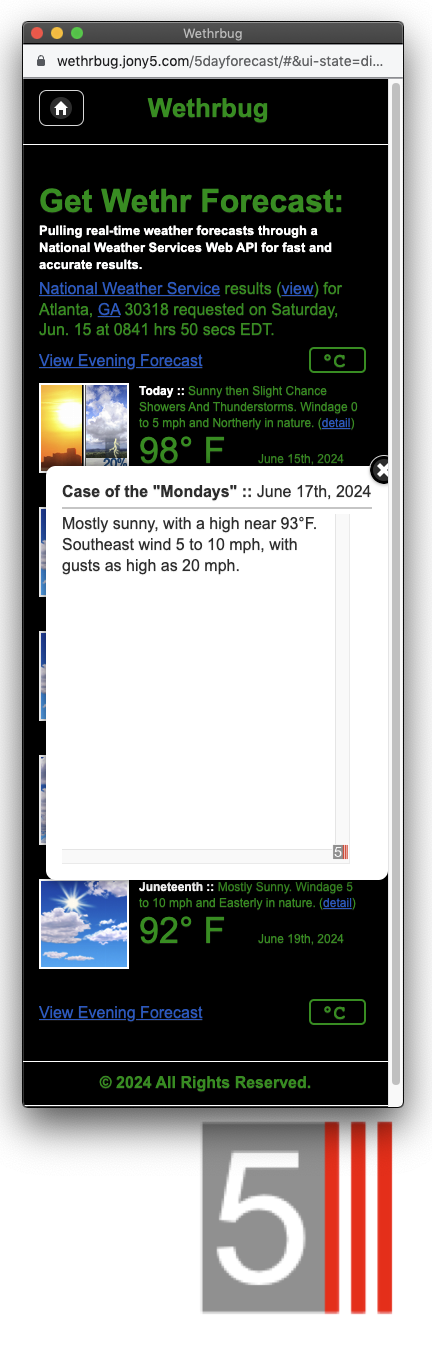 Wethrbug
wethrbug.jony5.com/5dayforecast/#&ui-state=di...
Wethrbug
Get Wethr Forecast:
Pulling real-time weather forecasts through a
National Weather Services Web API for fast and
accurate results.
National Weather Service results (view) for
Atlanta, GA 30318 requested on Saturday,
Jun. 15 at 0841 hrs 50 secs EDT.
View Evening Forecast
°C
Today :: Sunny then Slight Chance
Showers And Thunderstorms. Windage 0
to 5 mph and Northerly in nature. (detail)
20%
98° F
June 15th, 2024
Case of the "Mondays" :: June 17th, 2024
Mostly sunny, with a high near 93°F.
Southeast wind 5 to 10 mph, with
gusts as high as 20 mph.
5
Juneteenth :: Mostly Sunny. Windage 5
to 10 mph and Easterly in nature. (detail)
92° F
June 19th, 2024
View Evening Forecast
°C
© 2024 All Rights Reserved.
5